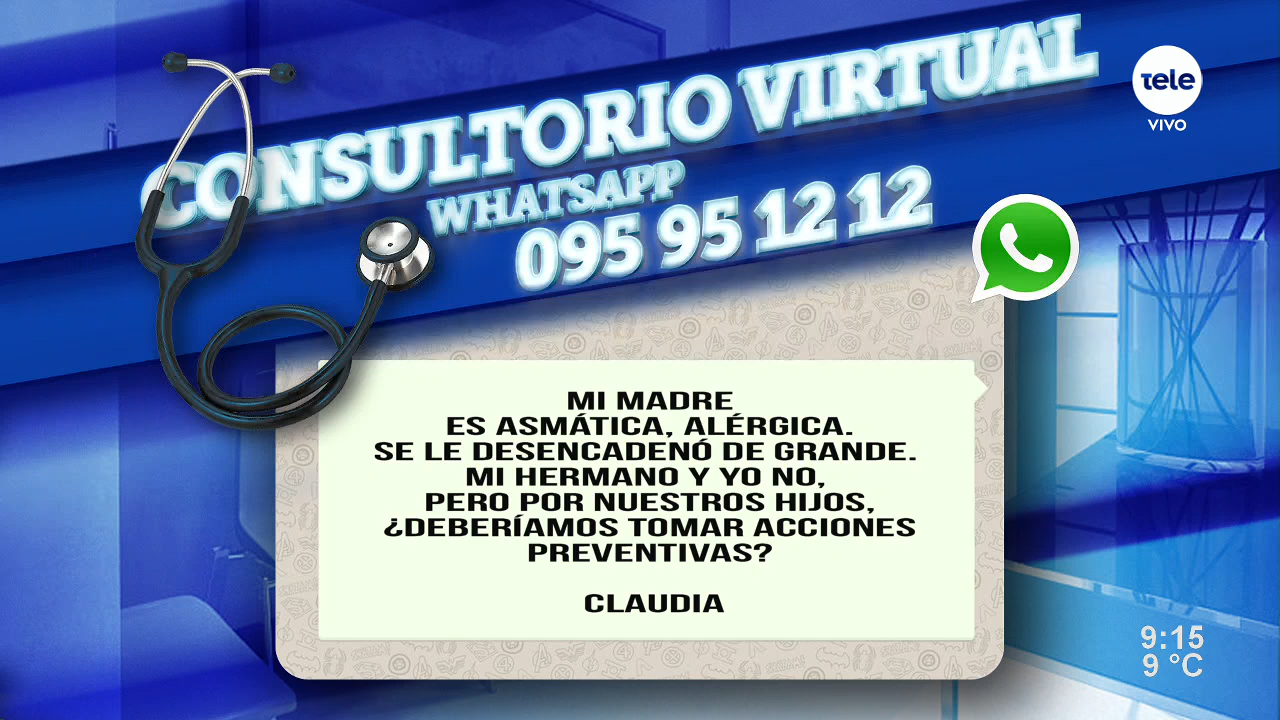 CONSULTORIO VIRTUAL
WHATSAPP
095 95 12 12
tele
VIVO
MI MADRE
ES ASMÁTICA, ALÉRGICA.
SE LE DESENCADENÓ DE GRANDE.
MI HERMANO Y YO NO,
PERO POR NUESTROS HIJOS,
¿DEBERÍAMOS TOMAR ACCIONES
PREVENTIVAS?
CLAUDIA
9:15
9 °C